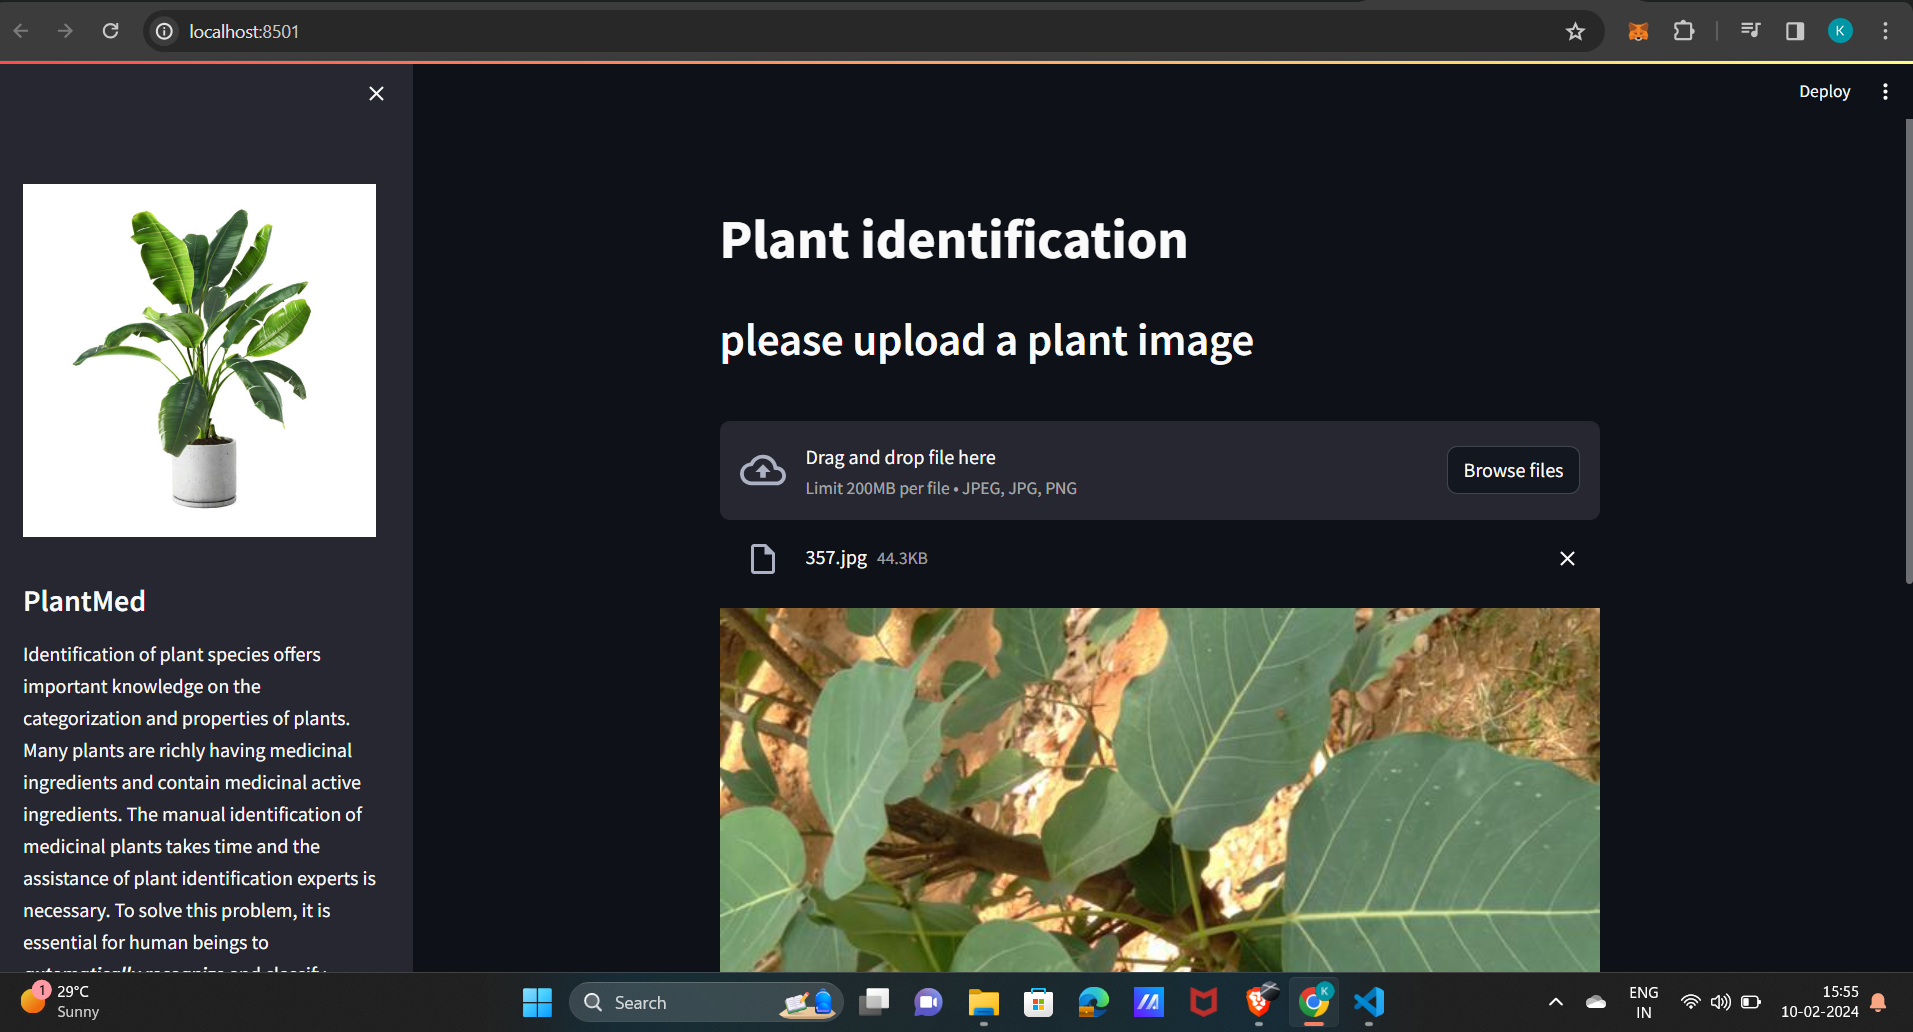 localhost:8501
K
Deploy
Plant identification
please upload a plant image
Drag and drop file here
Limit 200MB per file • JPEG, JPG, PNG
Browse files
357.jpg 44.3KB
PlantMed
Identification of plant species offers
important knowledge on the
categorization and properties of plants.
Many plants are richly having medicinal
ingredients and contain medicinal active
ingredients. The manual identification of
medicinal plants takes time and the
assistance of plant identification experts is
necessary. To solve this problem, it is
essential for human beings to
automatically recognize and classify
1
29°C
Sunny
Search
K
ENG
IN
15:55
10-02-2024